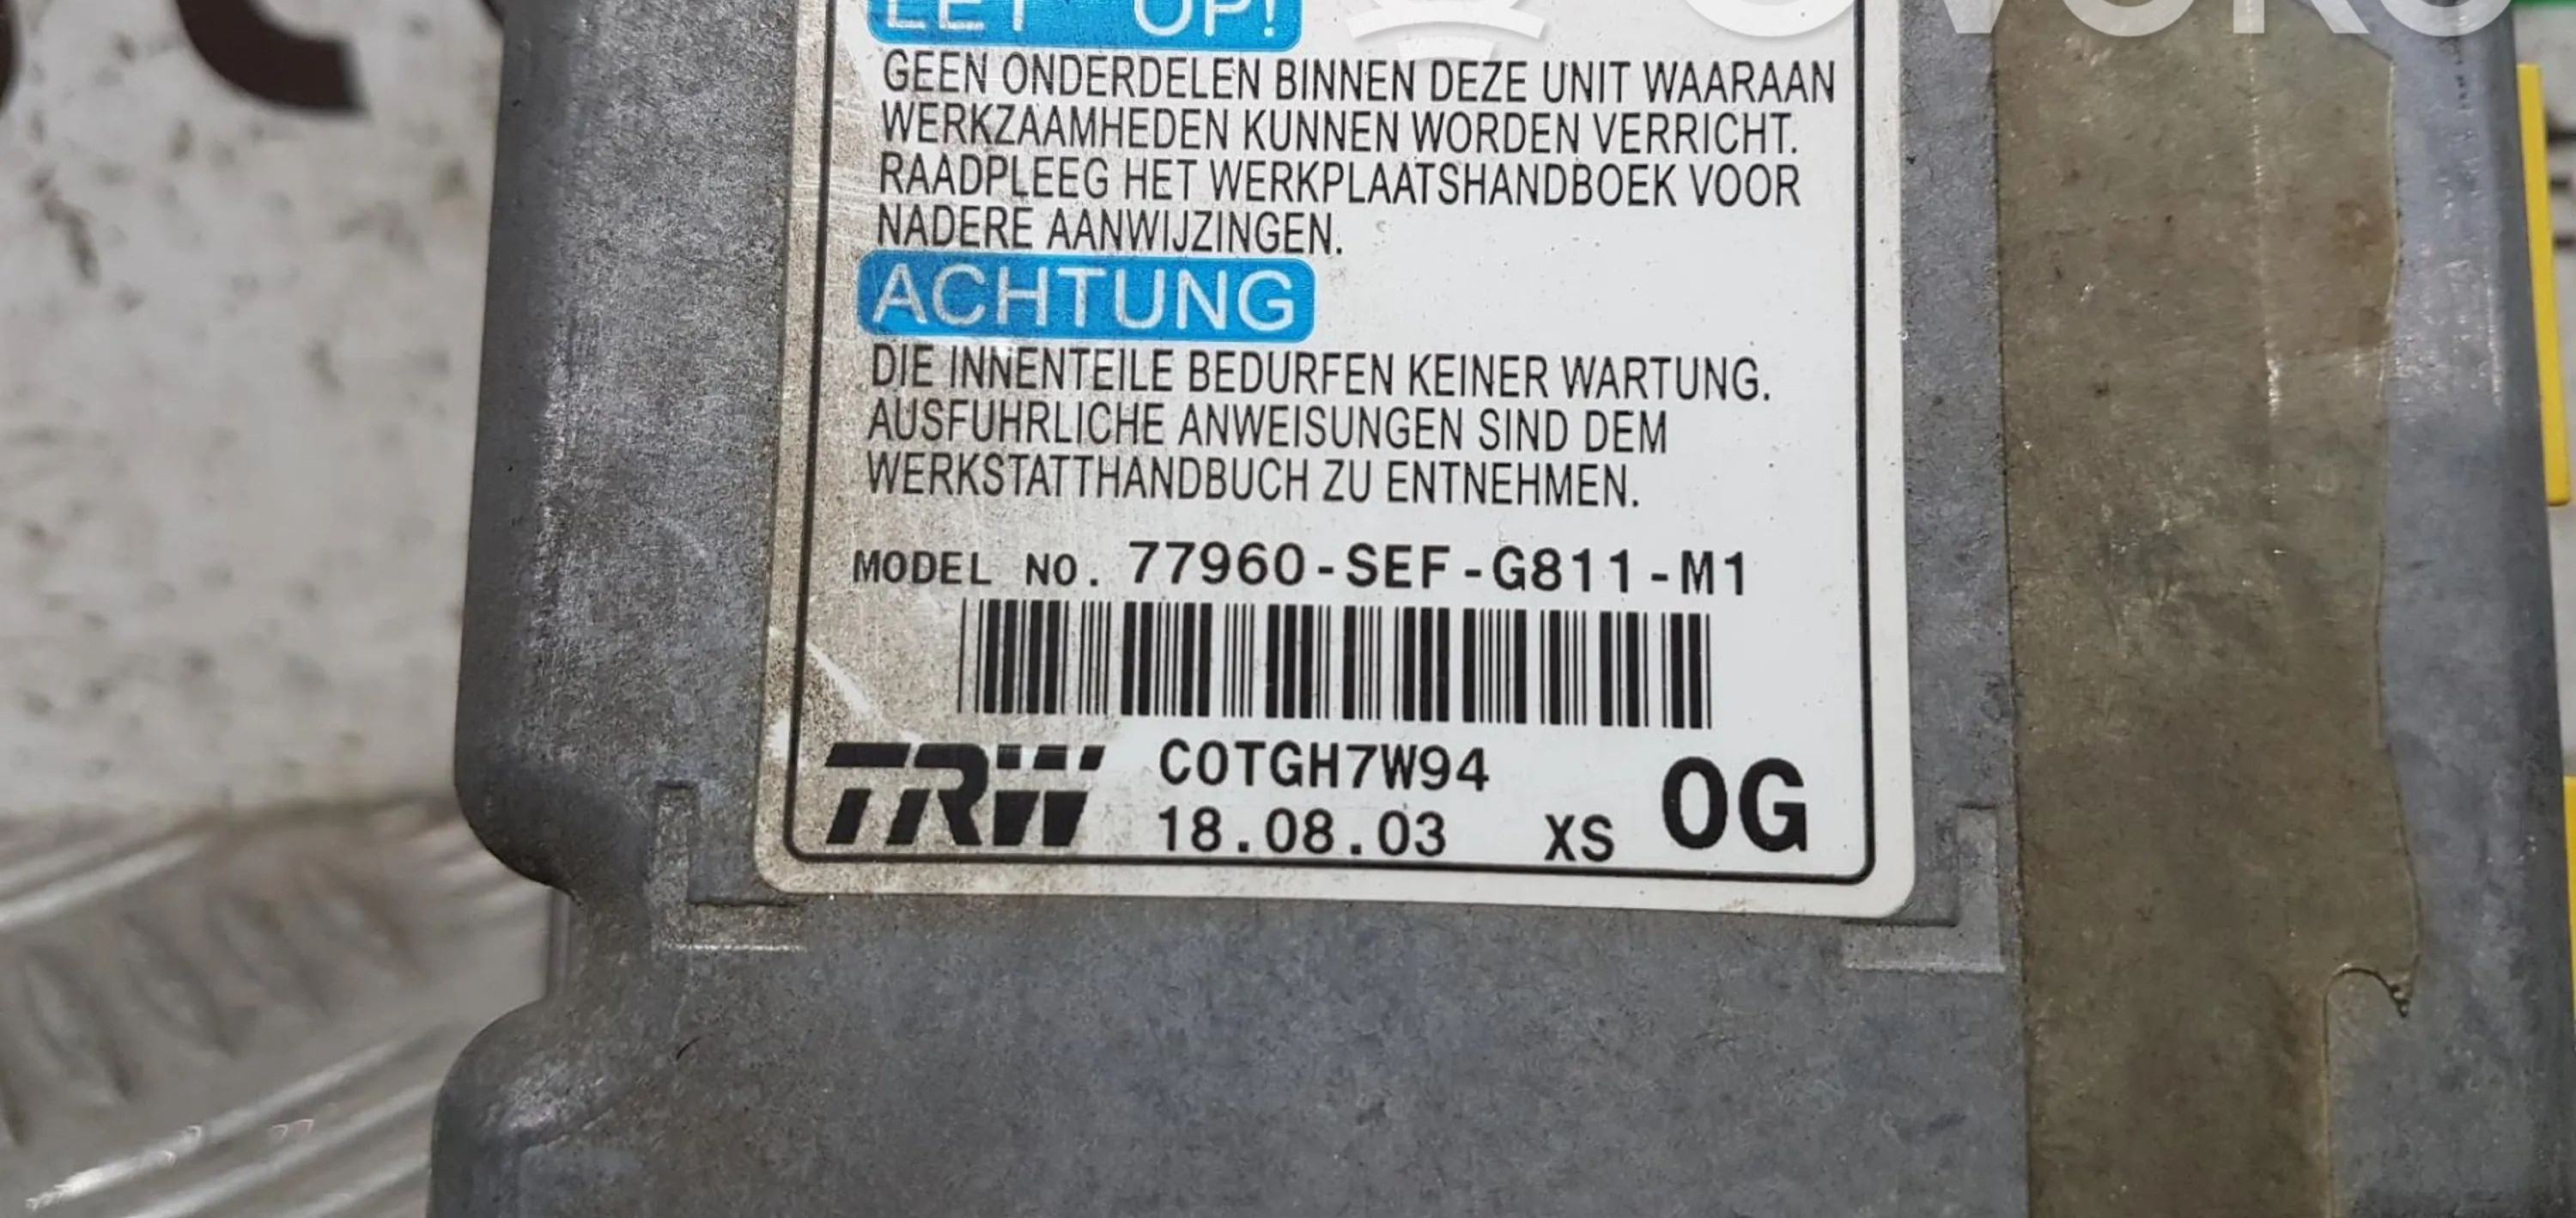 LET OP!
GEEN ONDERDELEN BINNEN DEZE UNIT WAARAAN
WERKZAAMHEDEN KUNNEN WORDEN VERRICHT.
RAADPLEEG HET WERKPLAATSHANDBOEK VOOR
NADERE AANWIJZINGEN.
ACHTUNG
DIE INNENTEILE BEDURFEN KEINER WARTUNG.
AUSFUHRLICHE ANWEISUNGEN SIND DEM
WERKSTATTHANDBUCH ZU ENTNEHMEN.
MODEL NO. 77960-SEF-G811-M1
TRW C0TGH7W94
18.08.03 XS 0G